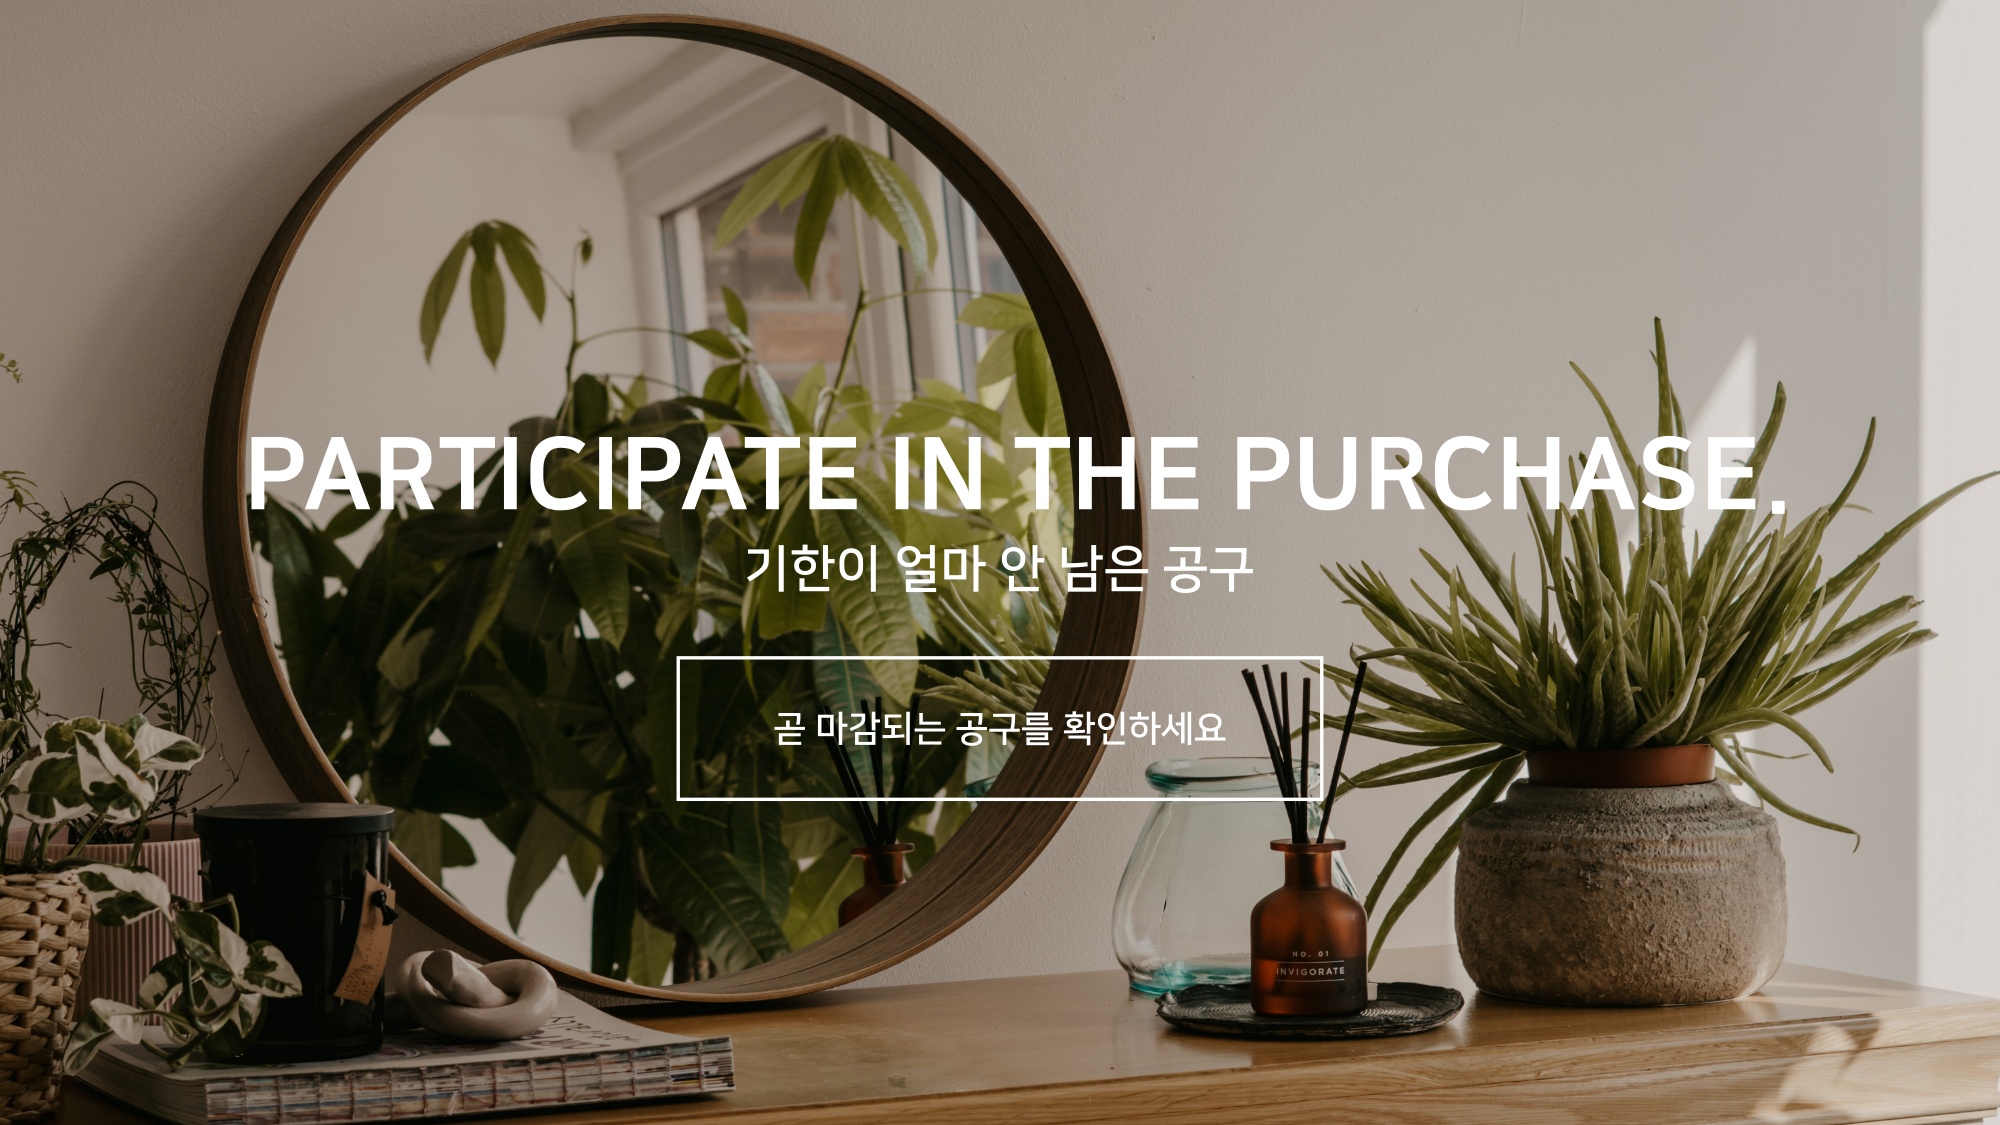 PARTICIPATE IN THE PURCHASE.
기한이 얼마 안 남은 공구
곧 마감되는 공구를 확인하세요
NO. 01
INVIGORATE